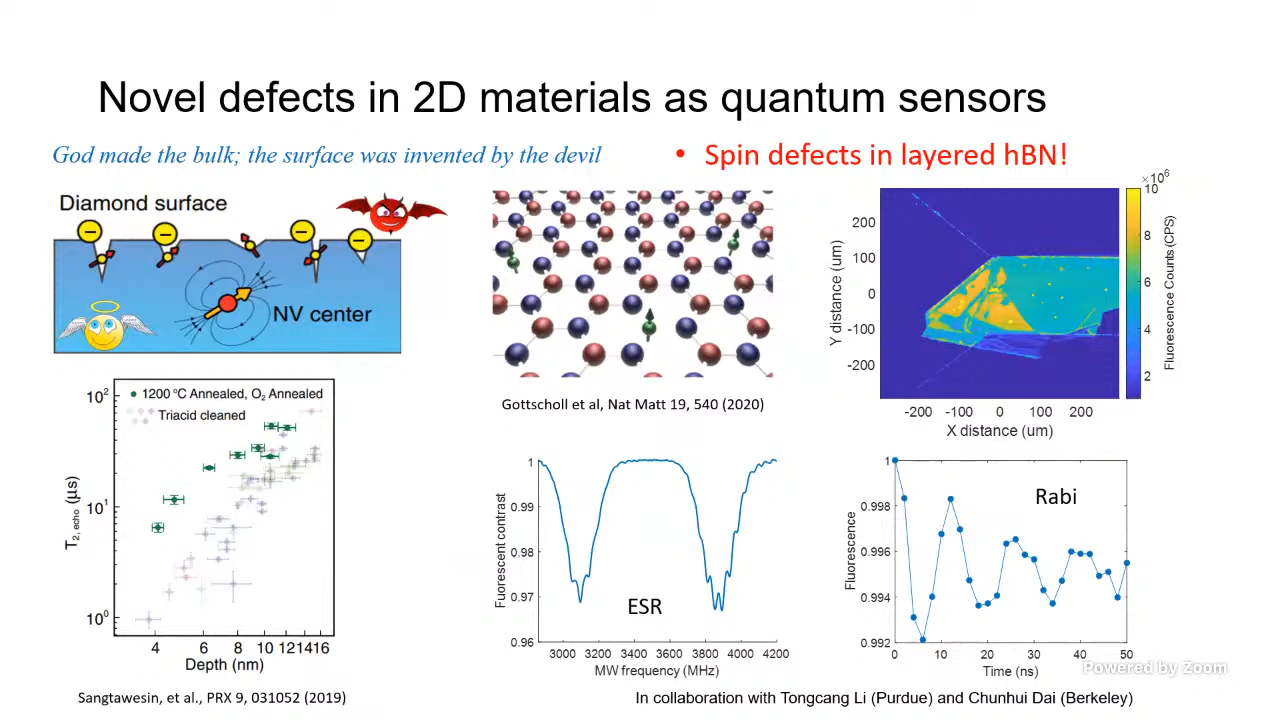 Novel defects in 2D materials as quantum sensors
God made the bulk; the surface was invented by the devil
• Spin defects in layered hBN!
Diamond surface
NV center
1200 °C Annealed, O2 Annealed
Triacid cleaned
10²
10¹
10⁰
T2, echo (µs)
4 6 8 10 12 14 16
Depth (nm)
Sangtawesin, et al., PRX 9, 031052 (2019)
Gottscholl et al, Nat Matt 19, 540 (2020)
1
0.99
0.98
0.97
0.96
Fluorescent contrast
ESR
3000 3200 3400 3600 3800 4000 4200
MW frequency (MHz)
×10⁶
10
8
6
4
2
Fluorescence Counts (CPS)
200
100
0
-100
-200
Y distance (um)
-200 -100 0 100 200
X distance (um)
1
0.998
0.996
0.994
0.992
Fluorescence
Rabi
0 10 20 30 40 50
Time (ns)
Powered by Zoom
In collaboration with Tongcang Li (Purdue) and Chunhui Dai (Berkeley)